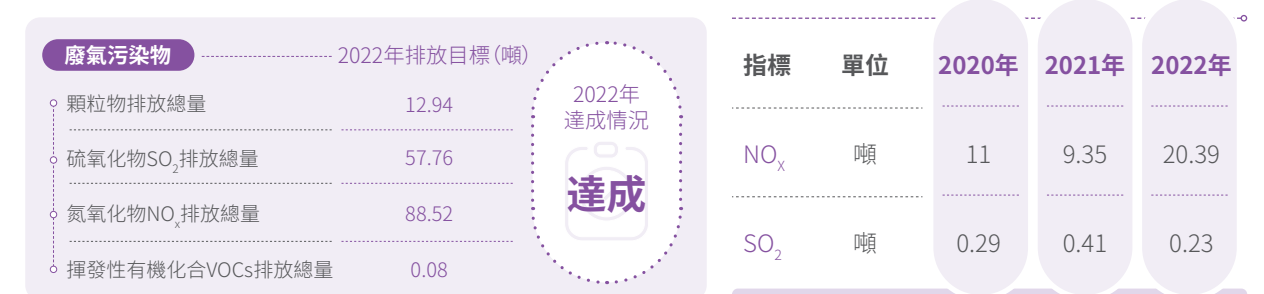 廢氣污染物 2022年排放目標(噸)
顆粒物排放總量 12.94
硫氧化物SO₂排放總量 57.76
氮氧化物NOₓ排放總量 88.52
揮發性有機化合VOCs排放總量 0.08
2022年
達成情況
達成
指標 單位 2020年 2021年 2022年
NOₓ 噸 11 9.35 20.39
SO₂ 噸 0.29 0.41 0.23